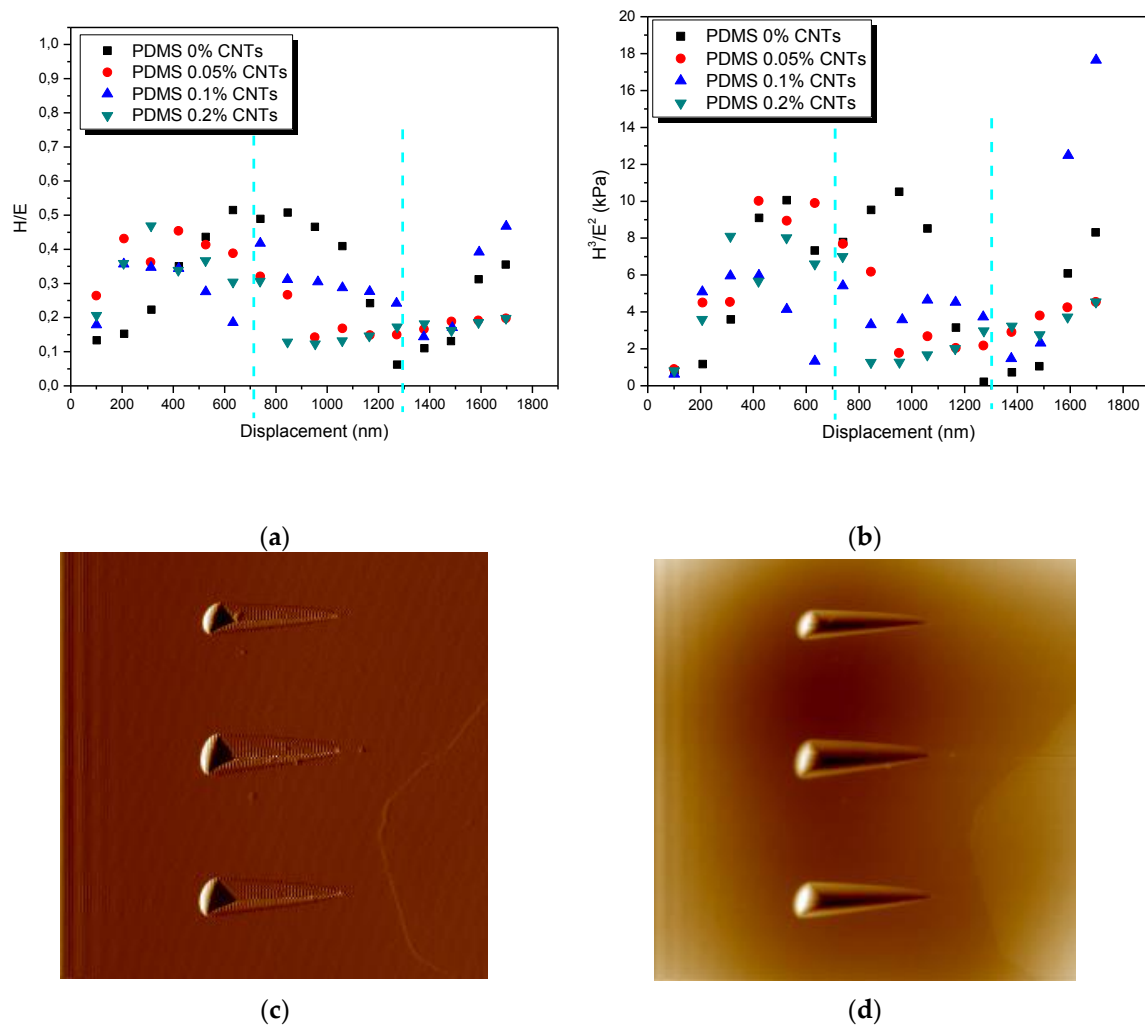 1,0
0,9
0,8
0,7
0,6
0,5
0,4
0,3
0,2
0,1
0,0
H/E
PDMS 0% CNTs
PDMS 0.05% CNTs
PDMS 0.1% CNTs
PDMS 0.2% CNTs
0 200 400 600 800 1000 1200 1400 1600 1800
Displacement (nm)
(a)
20
18
16
14
12
10
8
6
4
2
0
H³/E² (kPa)
PDMS 0% CNTs
PDMS 0.05% CNTs
PDMS 0.1% CNTs
PDMS 0.2% CNTs
0 200 400 600 800 1000 1200 1400 1600 1800
Displacement (nm)
(b)
(c)
(d)